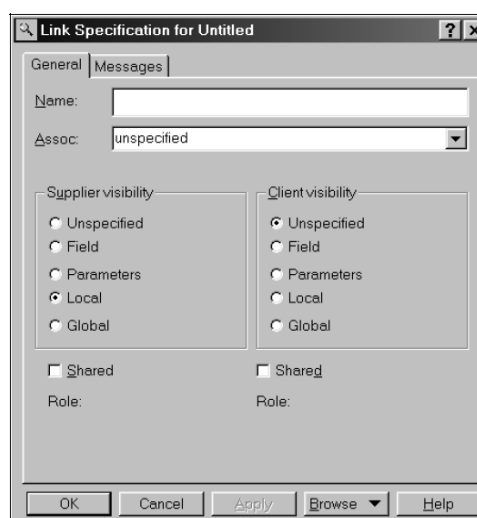 Link Specification for Untitled
General Messages
Name:
Assoc: unspecified
Supplier visibility Client visibility
Unspecified Unspecified
Field Field
Parameters Parameters
Local Local
Global Global
Shared Shared
Role: Role:
OK Cancel Apply Browse Help